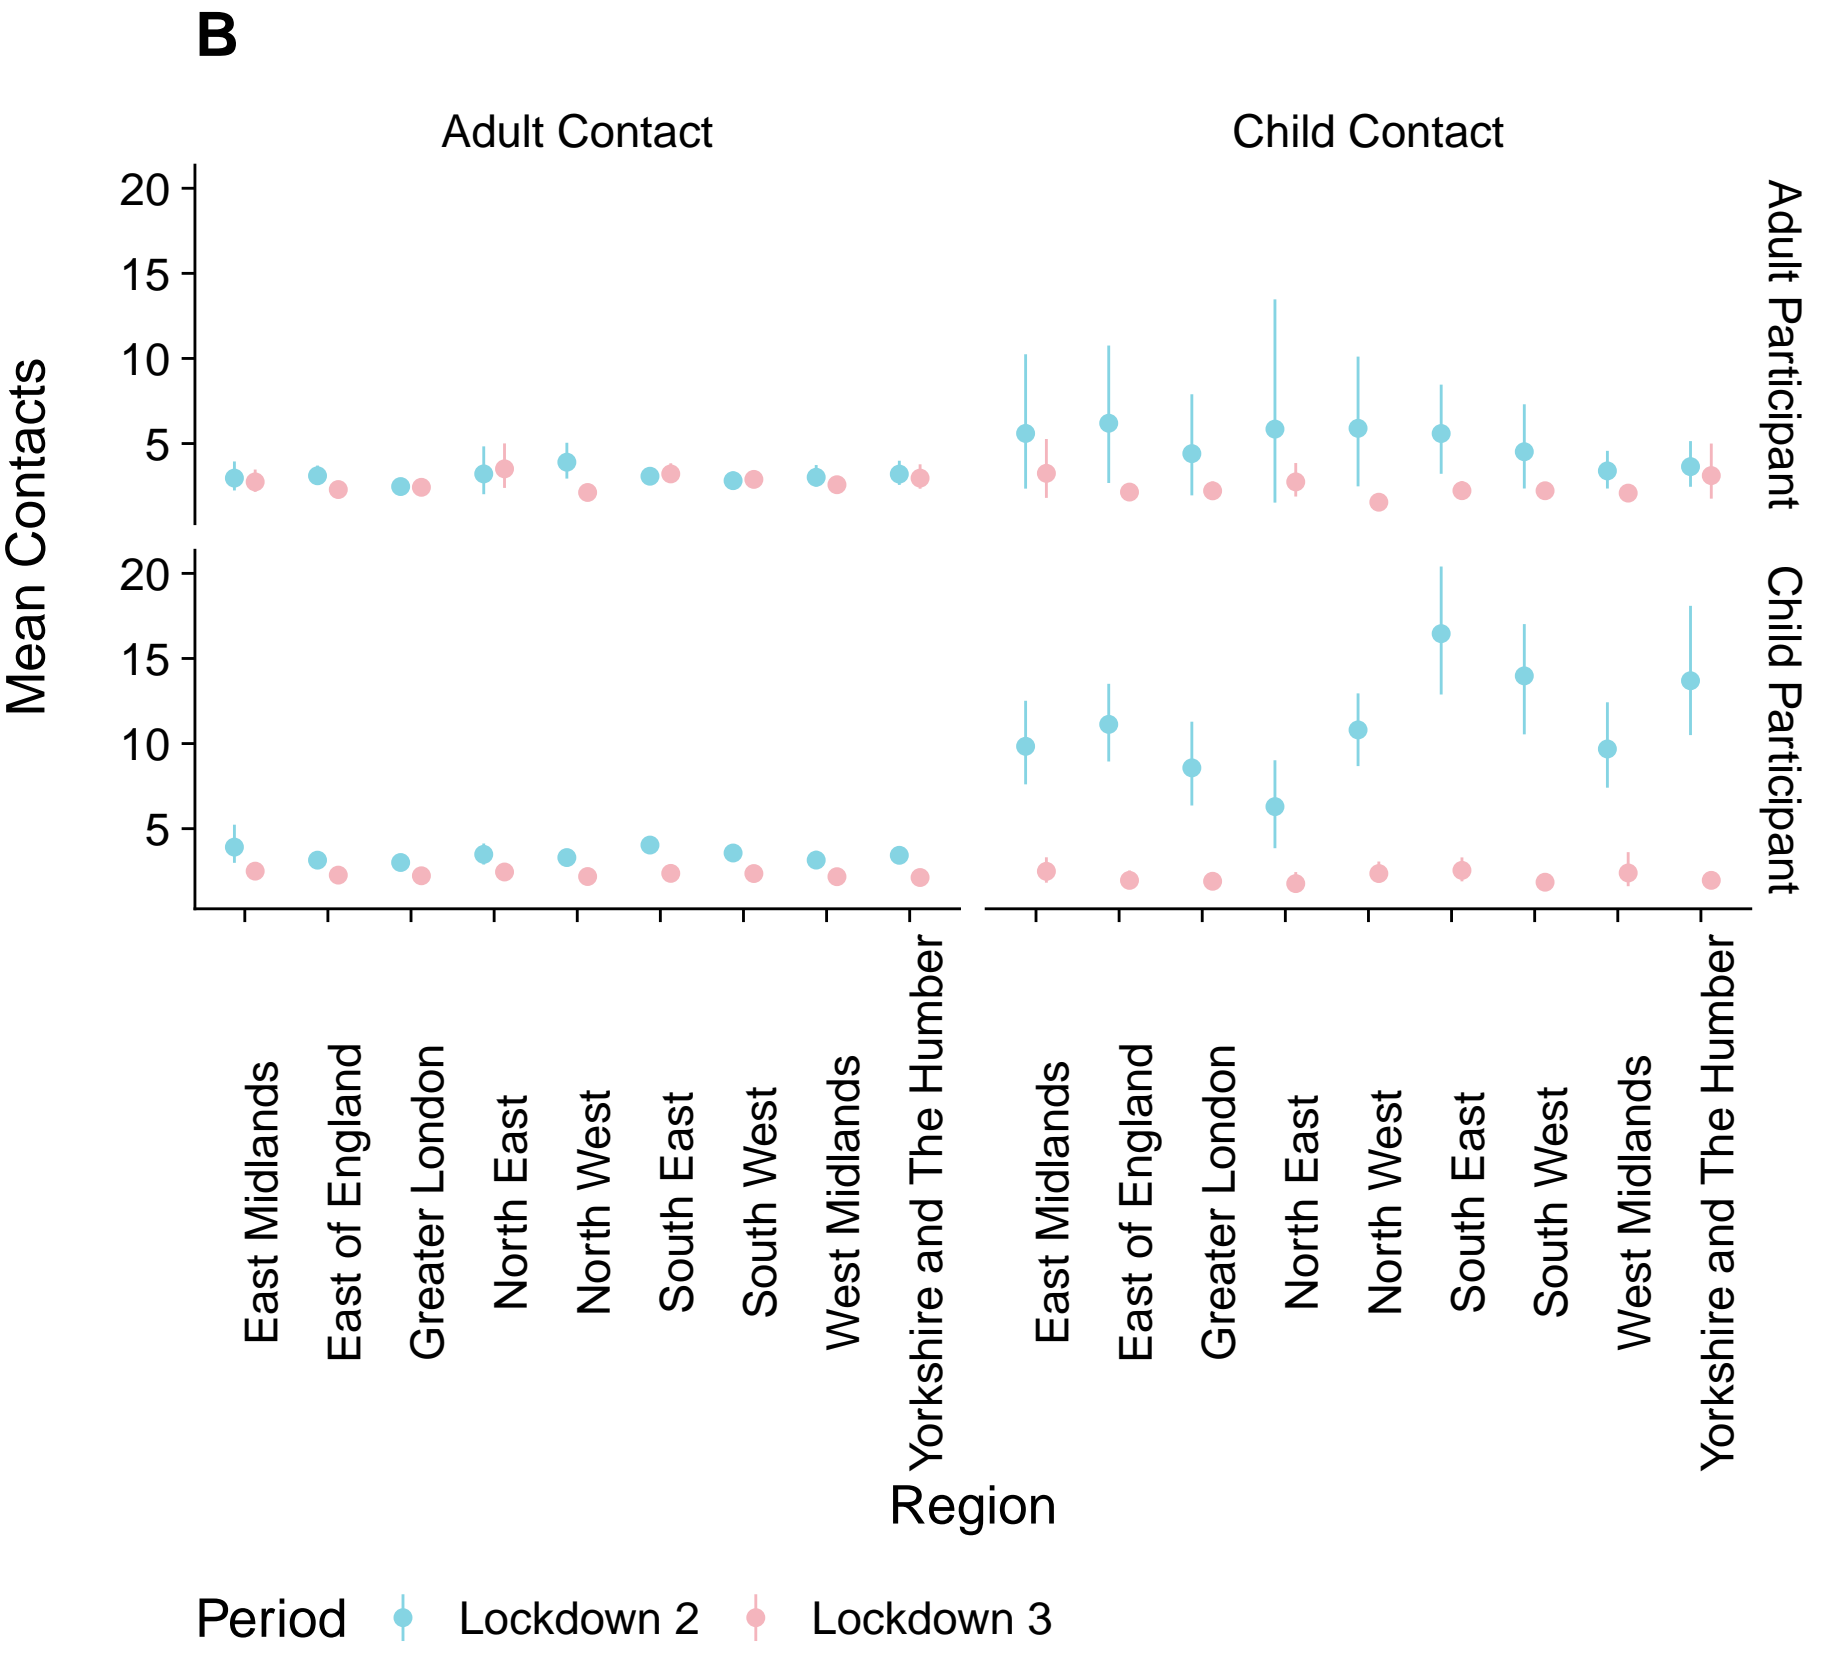 B
Adult Contact
Child Contact
20
15
10
5
Adult Participant
20
15
10
5
Child Participant
Mean Contacts
East Midlands
East of England
Greater London
North East
North West
South East
South West
West Midlands
Yorkshire and The Humber
East Midlands
East of England
Greater London
North East
North West
South East
South West
West Midlands
Yorkshire and The Humber
Region
Period Lockdown 2 Lockdown 3